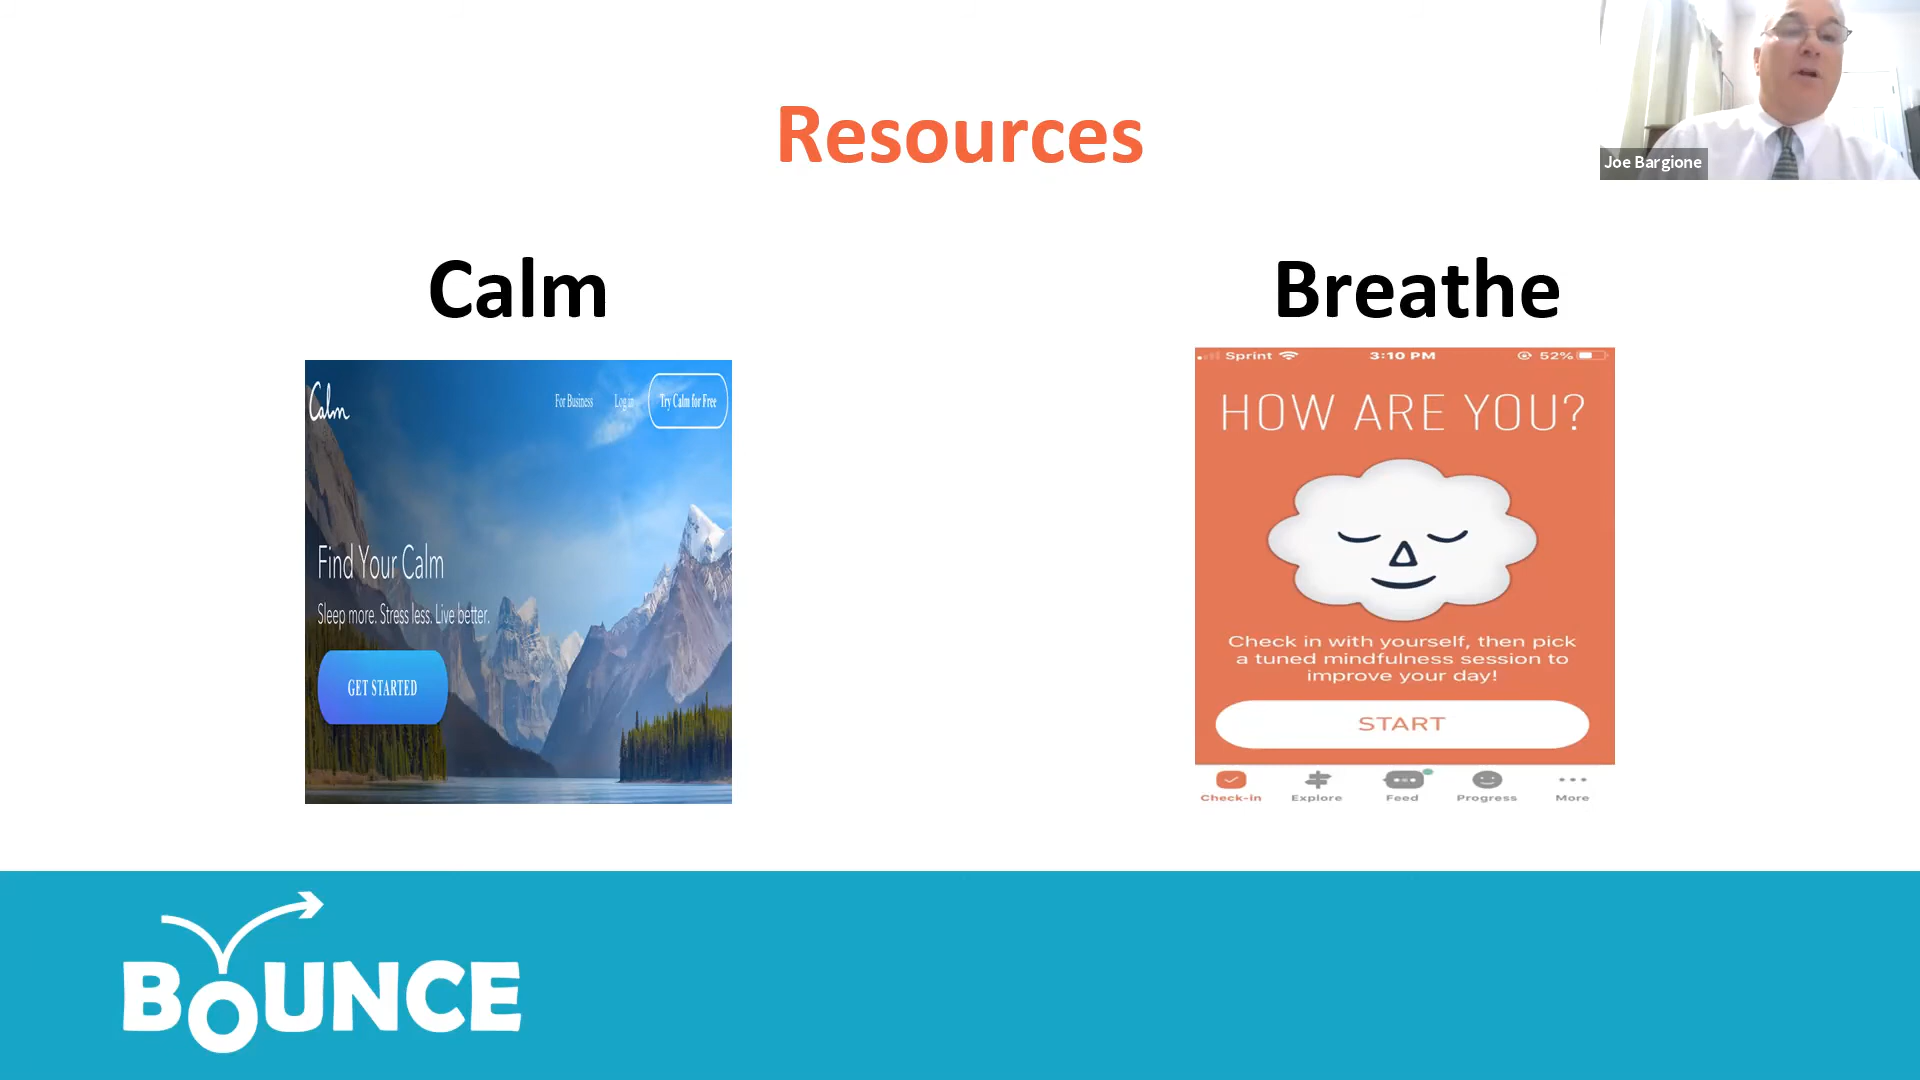 Resources
Joe Bargione
Calm
Breathe
Calm
For Business
Log in
Try Calm for Free
Find Your Calm
Sleep more. Stress less. Live better.
GET STARTED
Sprint
3:10 PM
52%
HOW ARE YOU?
Check in with yourself, then pick
a tuned mindfulness session to
improve your day!
START
Check-in
Explore
Feed
Progress
More
BOUNCE